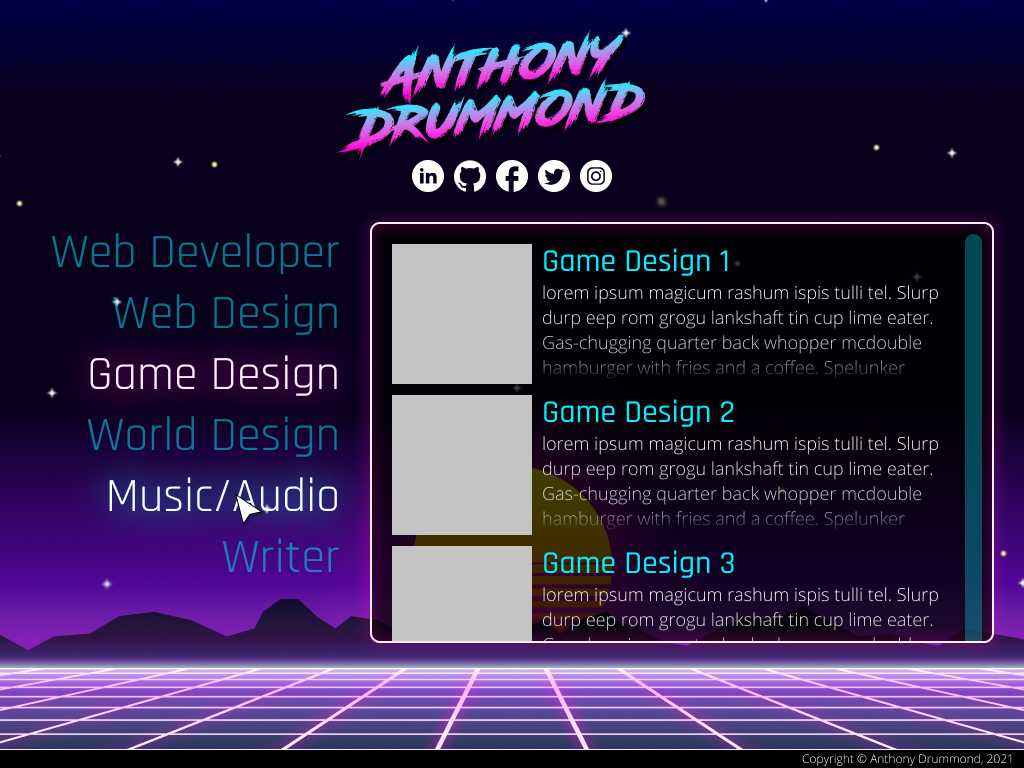 ANTHONY
DRUMMOND
in
Web Developer
Web Design
Game Design
World Design
Music/Audio
Writer
Game Design 1
lorem ipsum magicum rashum ispis tulli tel. Slurp
durp eep rom grogu lankshaft tin cup lime eater.
Gas-chugging quarter back whopper mcdouble
hamburger with fries and a coffee. Spelunker
Game Design 2
lorem ipsum magicum rashum ispis tulli tel. Slurp
durp eep rom grogu lankshaft tin cup lime eater.
Gas-chugging quarter back whopper mcdouble
hamburger with fries and a coffee. Spelunker
Game Design 3
lorem ipsum magicum rashum ispis tulli tel. Slurp
durp eep rom grogu lankshaft tin cup lime eater.
Copyright © Anthony Drummond, 2021